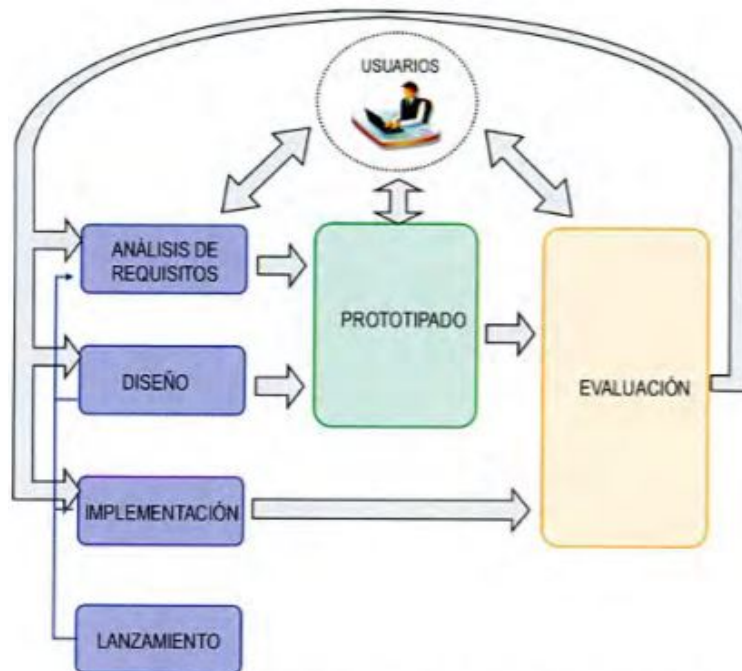 USUARIOS
ANÁLISIS DE
REQUISITOS
PROTOTIPADO
DISEÑO
EVALUACIÓN
IMPLEMENTACIÓN
LANZAMIENTO